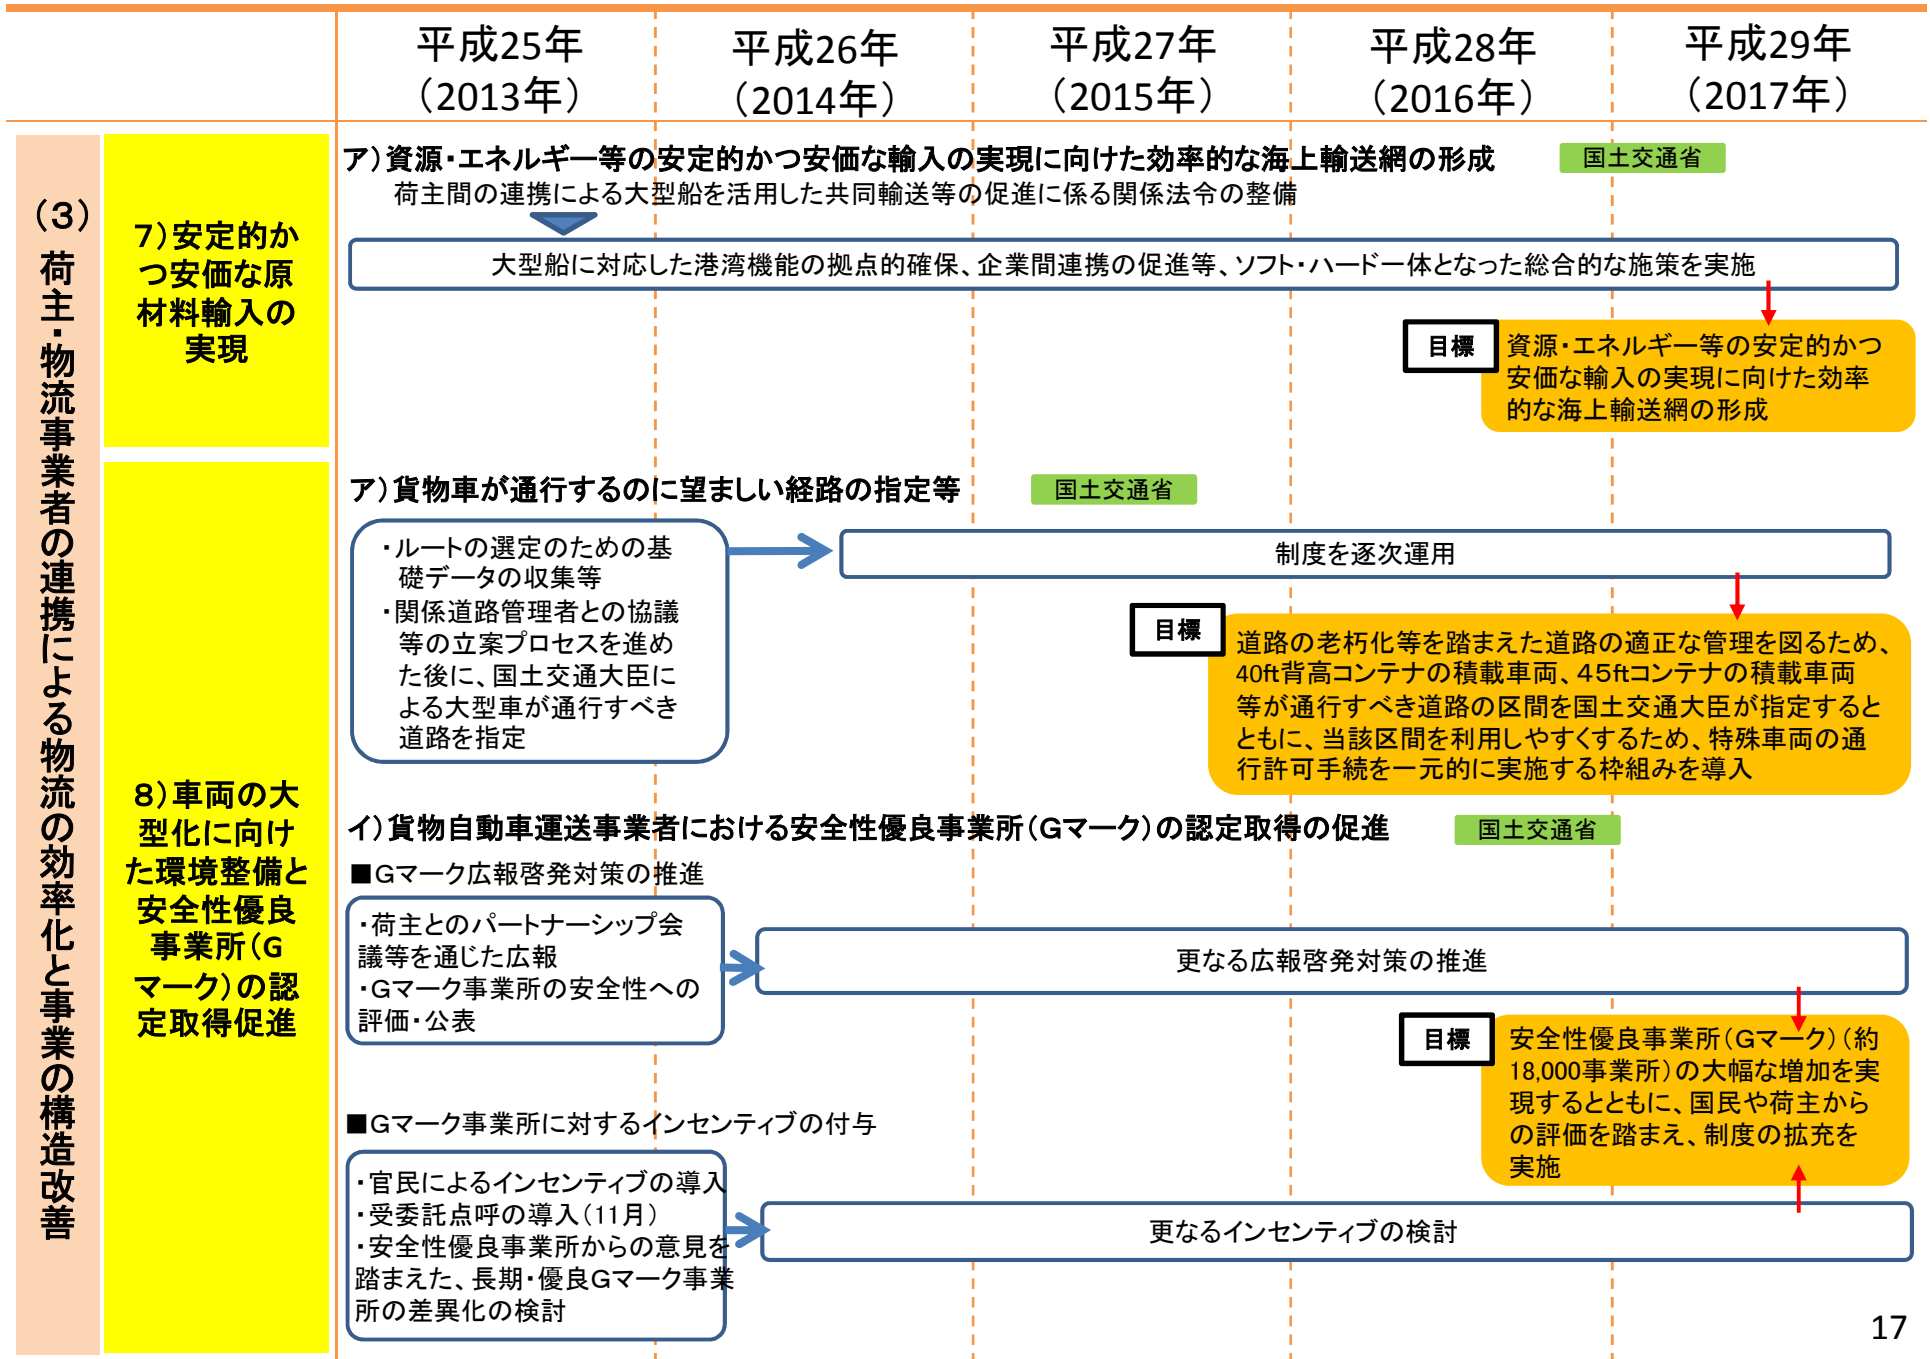 平成25年
（2013年）
平成26年
（2014年）
平成27年
（2015年）
平成28年
（2016年）
平成29年
（2017年）
（３）荷主・物流事業者の連携による物流の効率化と事業の構造改善
７）安定的か
つ安価な原
材料輸入の
実現
ア）資源・エネルギー等の安定的かつ安価な輸入の実現に向けた効率的な海上輸送網の形成
国土交通省
荷主間の連携による大型船を活用した共同輸送等の促進に係る関係法令の整備
大型船に対応した港湾機能の拠点的確保、企業間連携の促進等、ソフト・ハード一体となった総合的な施策を実施
目標
資源・エネルギー等の安定的かつ
安価な輸入の実現に向けた効率
的な海上輸送網の形成
８）車両の大
型化に向け
た環境整備と
安全性優良
事業所（G
マーク）の認
定取得促進
ア）貨物車が通行するのに望ましい経路の指定等
国土交通省
・ルートの選定のための基
礎データの収集等
・関係道路管理者との協議
等の立案プロセスを進め
た後に、国土交通大臣に
よる大型車が通行すべき
道路を指定
制度を逐次運用
目標
道路の老朽化等を踏まえた道路の適正な管理を図るため、
40ft背高コンテナの積載車両、４５ftコンテナの積載車両
等が通行すべき道路の区間を国土交通大臣が指定すると
ともに、当該区間を利用しやすくするため、特殊車両の通
行許可手続を一元的に実施する枠組みを導入
イ）貨物自動車運送事業者における安全性優良事業所（Ｇマーク）の認定取得の促進
国土交通省
■Ｇマーク広報啓発対策の推進
・荷主とのパートナーシップ会
議等を通じた広報
・Ｇマーク事業所の安全性への
評価・公表
更なる広報啓発対策の推進
目標
安全性優良事業所（Ｇマーク）（約
18,000事業所）の大幅な増加を実
現するとともに、国民や荷主から
の評価を踏まえ、制度の拡充を
実施
■Ｇマーク事業所に対するインセンティブの付与
・官民によるインセンティブの導入
・受委託点呼の導入（11月）
・安全性優良事業所からの意見を
踏まえた、長期・優良Ｇマーク事業
所の差異化の検討
更なるインセンティブの検討
17